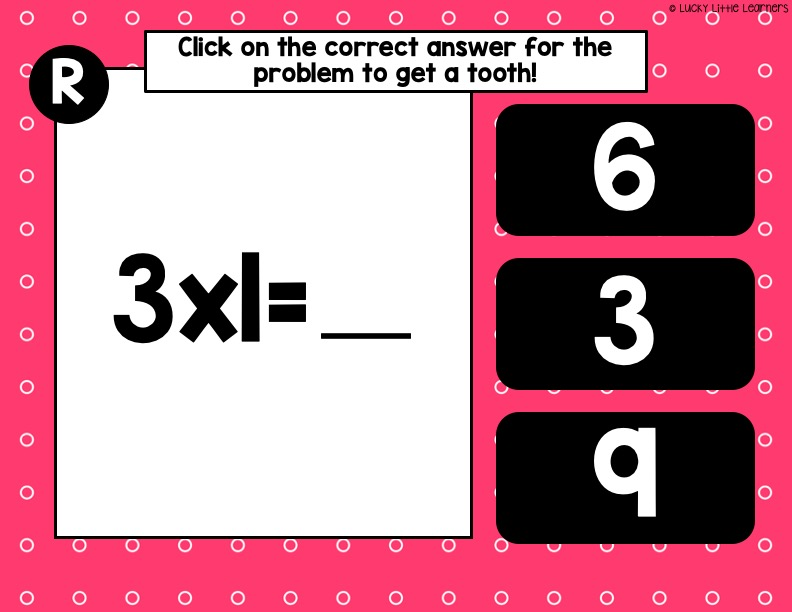 © Lucky Little Learners
Click on the correct answer for the
problem to get a tooth!
R
3x1=__
6
3
9